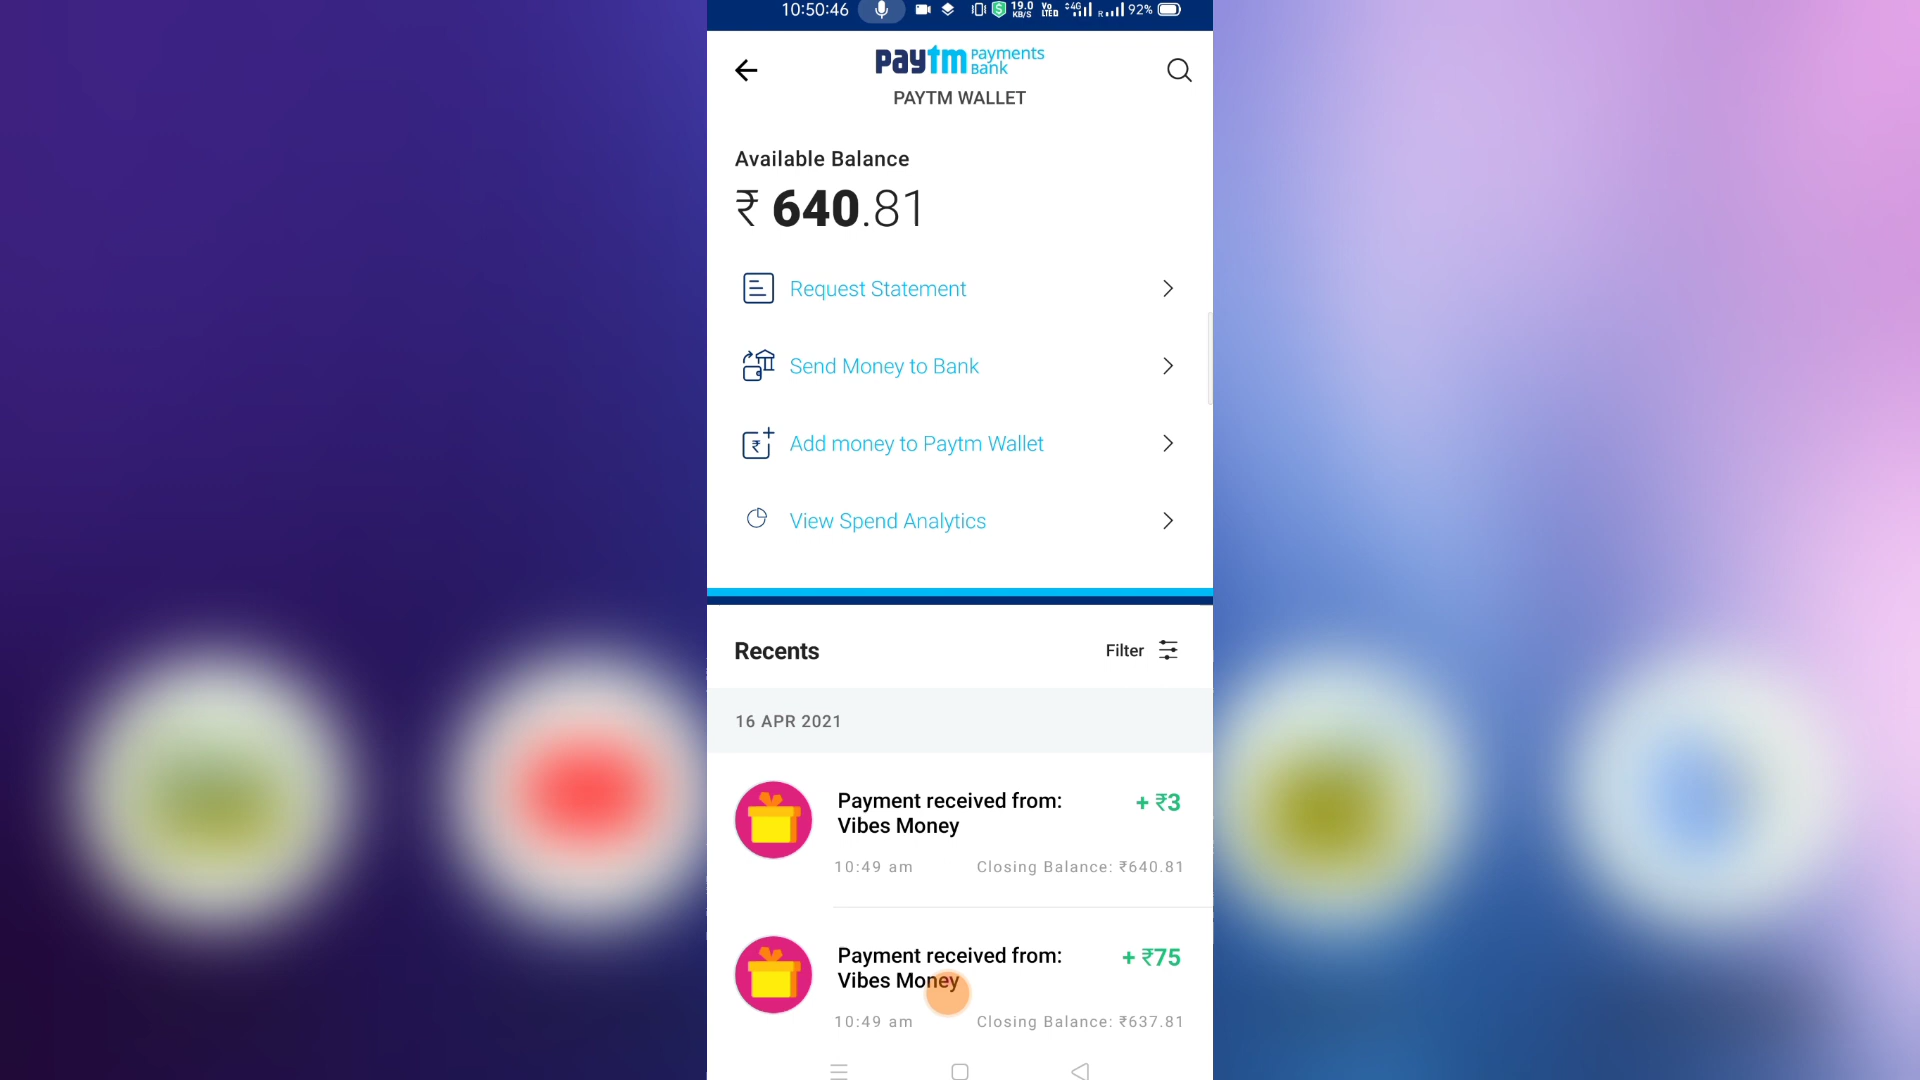 10:50:46 19.0 KB/S Vo LTE 4G R 92%
paytm Payments Bank
PAYTM WALLET
Available Balance
₹ 640.81
Request Statement
Send Money to Bank
Add money to Paytm Wallet
View Spend Analytics
Recents Filter
16 APR 2021
Payment received from: + ₹3
Vibes Money
10:49 am Closing Balance: ₹640.81
Payment received from: + ₹75
Vibes Money
10:49 am Closing Balance: ₹637.81